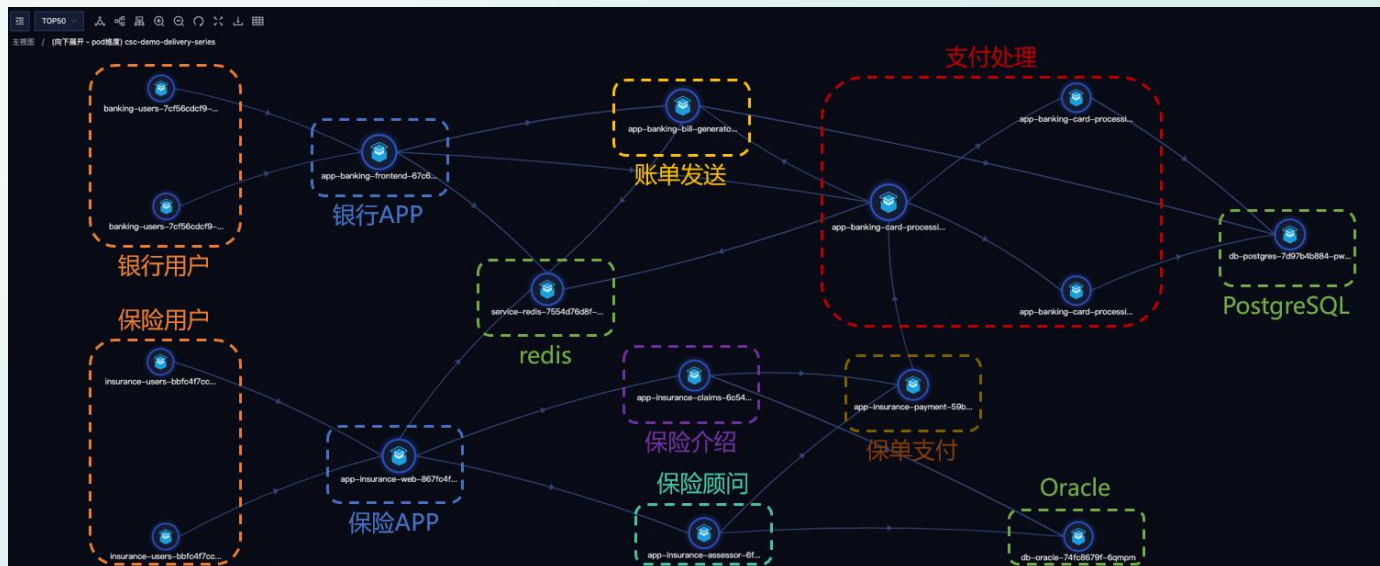 TOP50
主视图 / (向下展开 - pod维度) csc-demo-delivery-series
支付处理
banking-users-7cf56cdcf9-...
app-banking-bill-generato...
app-banking-card-processi...
账单发送
app-banking-frontend-67c6...
银行APP
banking-users-7cf56cdcf9-...
银行用户
app-banking-card-processi...
db-postgres-7d97b4b884-pw...
PostgreSQL
service-redis-7554d76d8f-...
redis
app-banking-card-processi...
保险用户
insurance-users-bbfc4f7cc...
app-insurance-claims-6c54...
保险介绍
app-insurance-payment-59b...
保单支付
app-insurance-web-867fc4f...
保险APP
保险顾问
Oracle
insurance-users-bbfc4f7cc...
app-insurance-assessor-6f...
db-oracle-74fc8679f-6qmpm